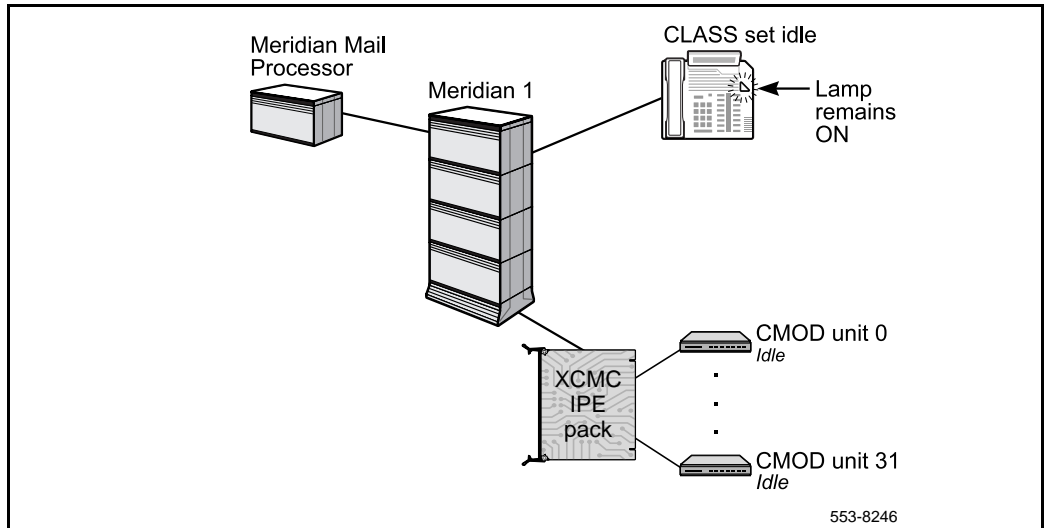 Meridian Mail
Processor
Meridian 1
CLASS set idle
Lamp
remains
ON
XCMC
IPE
pack
CMOD unit 0
Idle
CMOD unit 31
Idle
553-8246